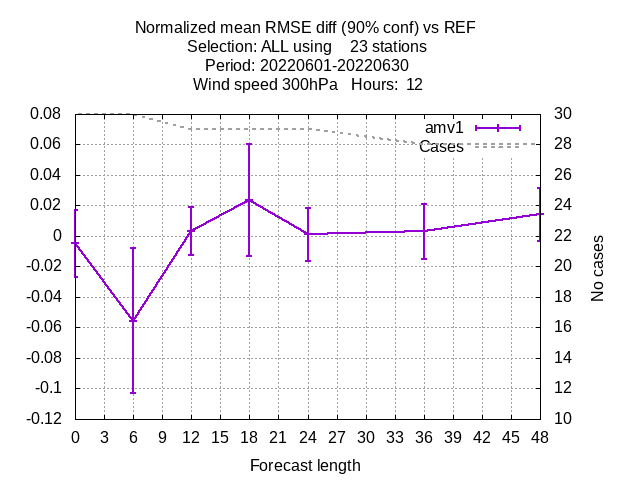 Normalized mean RMSE diff (90% conf) vs REF
Selection: ALL using    23 stations
Period: 20220601-20220630
Wind speed 300hPa   Hours:  12
0.08 30
amv1
0.06 28
Cases
0.04 26
0.02 24
0 22
-0.02 20
-0.04 18
-0.06 16
-0.08 14
-0.1 12
-0.12 10
No cases
0 3 6 9 12 15 18 21 24 27 30 33 36 39 42 45 48
Forecast length